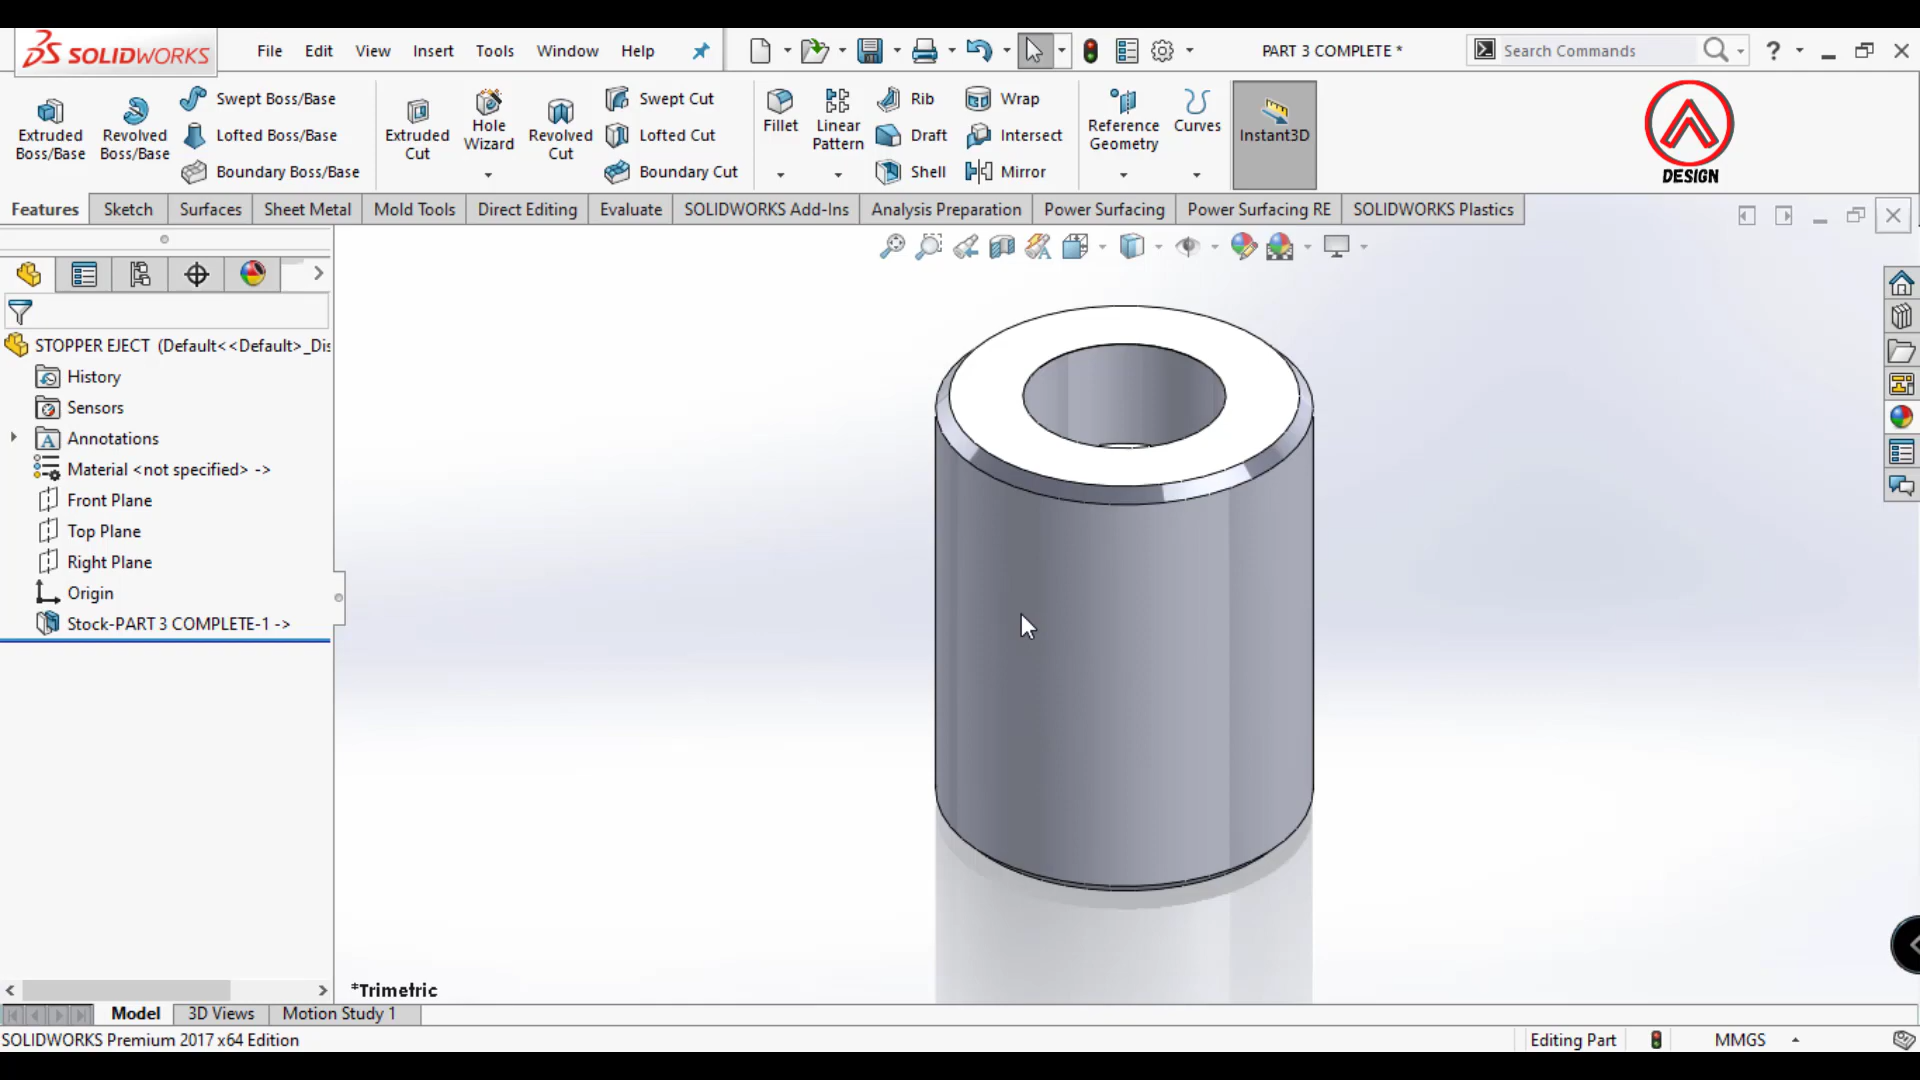 SOLIDWORKS File Edit View Insert Tools Window Help PART 3 COMPLETE * Search Commands ?
Extruded Boss/Base
Revolved Boss/Base
Swept Boss/Base
Lofted Boss/Base
Boundary Boss/Base
Extruded Cut
Hole Wizard
Revolved Cut
Swept Cut
Lofted Cut
Boundary Cut
Fillet
Linear Pattern
Rib
Draft
Shell
Wrap
Intersect
Mirror
Reference Geometry
Curves
Instant3D
DESIGN
Features Sketch Surfaces Sheet Metal Mold Tools Direct Editing Evaluate SOLIDWORKS Add-Ins Analysis Preparation Power Surfacing Power Surfacing RE SOLIDWORKS Plastics
STOPPER EJECT (Default<<Default>_Dis
History
Sensors
Annotations
Material <not specified> ->
Front Plane
Top Plane
Right Plane
Origin
Stock-PART 3 COMPLETE-1 ->
*Trimetric
Model 3D Views Motion Study 1
SOLIDWORKS Premium 2017 x64 Edition Editing Part MMGS